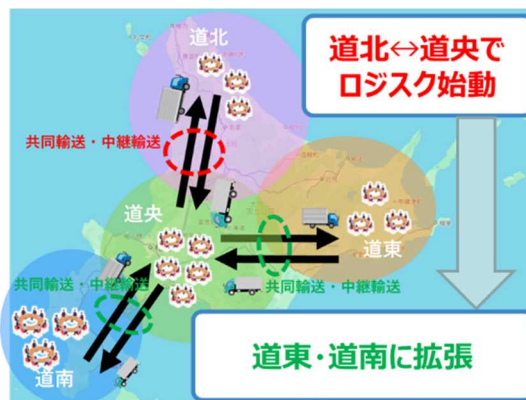 道北
道北↔道央で
ロジスク始動
共同輸送・中継輸送
道央
道東
共同輸送・中継輸送
共同輸送・中継輸送
道南
道東・道南に拡張